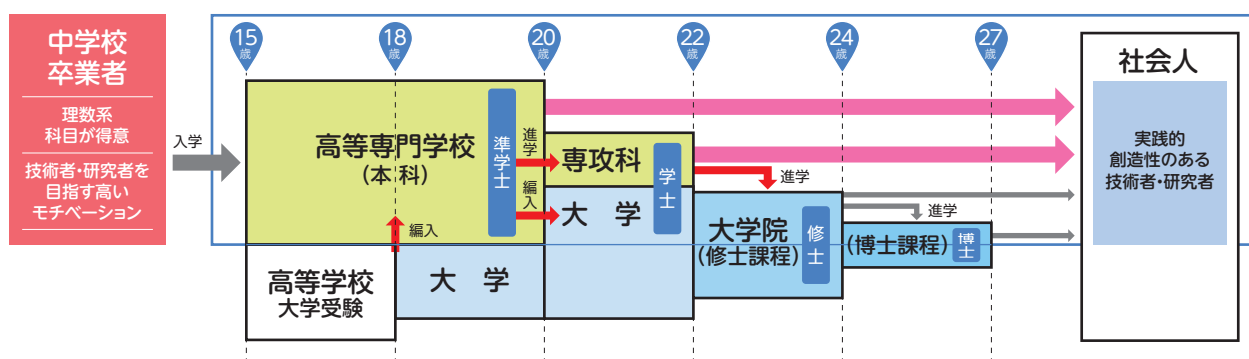 中学校
卒業者
理数系
科目が得意
技術者・研究者を
目指す高い
モチベーション
入学
15
歳
18
歳
20
歳
22
歳
24
歳
27
歳
高等専門学校
(本科)
準学士
進学
編入
編入
専攻科
大 学
学士
進学
高等学校
大学受験
大 学
大学院
(修士課程)
修士
進学
(博士課程)
博士
社会人
実践的
創造性のある
技術者・研究者